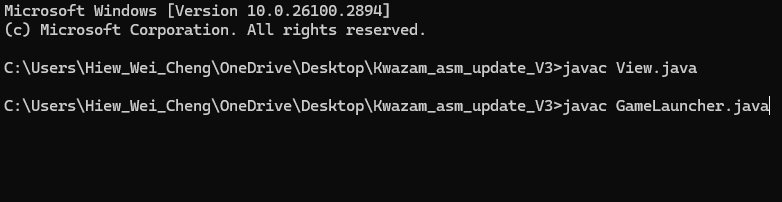 Microsoft Windows [Version 10.0.26100.2894]
(c) Microsoft Corporation. All rights reserved.
C:\Users\Hiew_Wei_Cheng\OneDrive\Desktop\Kwazam_asm_update_V3>javac View.java
C:\Users\Hiew_Wei_Cheng\OneDrive\Desktop\Kwazam_asm_update_V3>javac GameLauncher.java